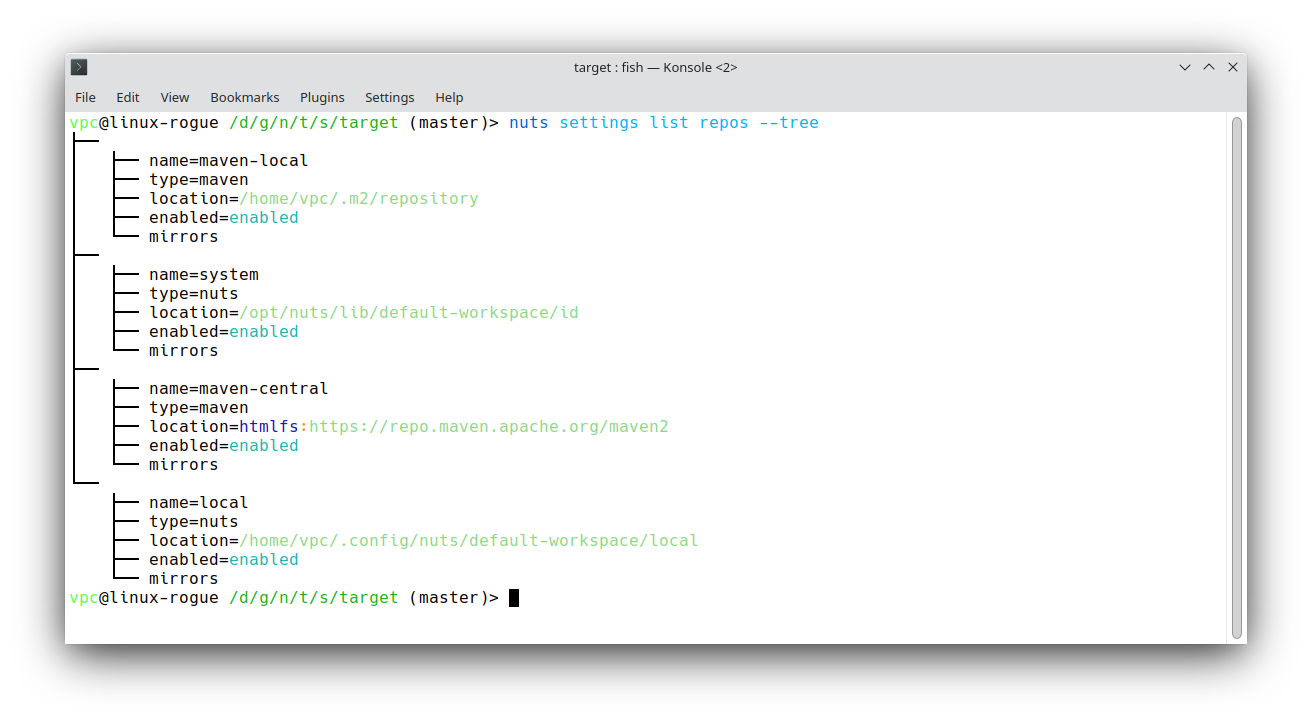 target : fish — Konsole <2>
File Edit View Bookmarks Plugins Settings Help
vpc@linux-rogue /d/g/n/t/s/target (master)> nuts settings list repos --tree
name=maven-local
type=maven
location=/home/vpc/.m2/repository
enabled=enabled
mirrors
name=system
type=nuts
location=/opt/nuts/lib/default-workspace/id
enabled=enabled
mirrors
name=maven-central
type=maven
location=htmlfs:https://repo.maven.apache.org/maven2
enabled=enabled
mirrors
name=local
type=nuts
location=/home/vpc/.config/nuts/default-workspace/local
enabled=enabled
mirrors
vpc@linux-rogue /d/g/n/t/s/target (master)>